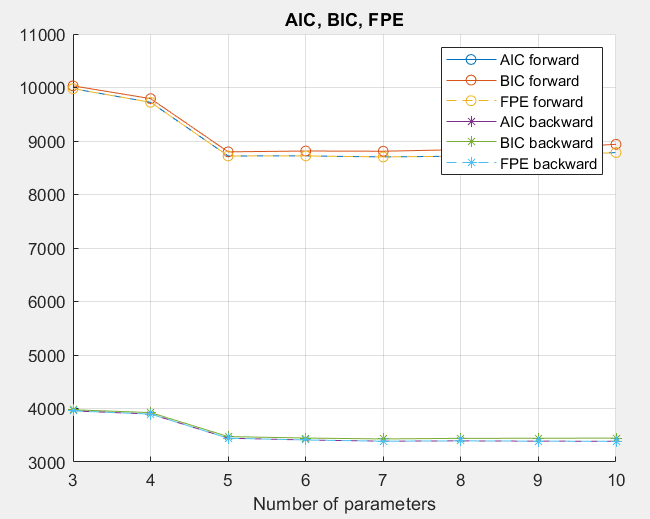 AIC, BIC, FPE
11000
10000
9000
8000
7000
6000
5000
4000
3000
AIC forward
BIC forward
FPE forward
AIC backward
BIC backward
FPE backward
3 4 5 6 7 8 9 10
Number of parameters